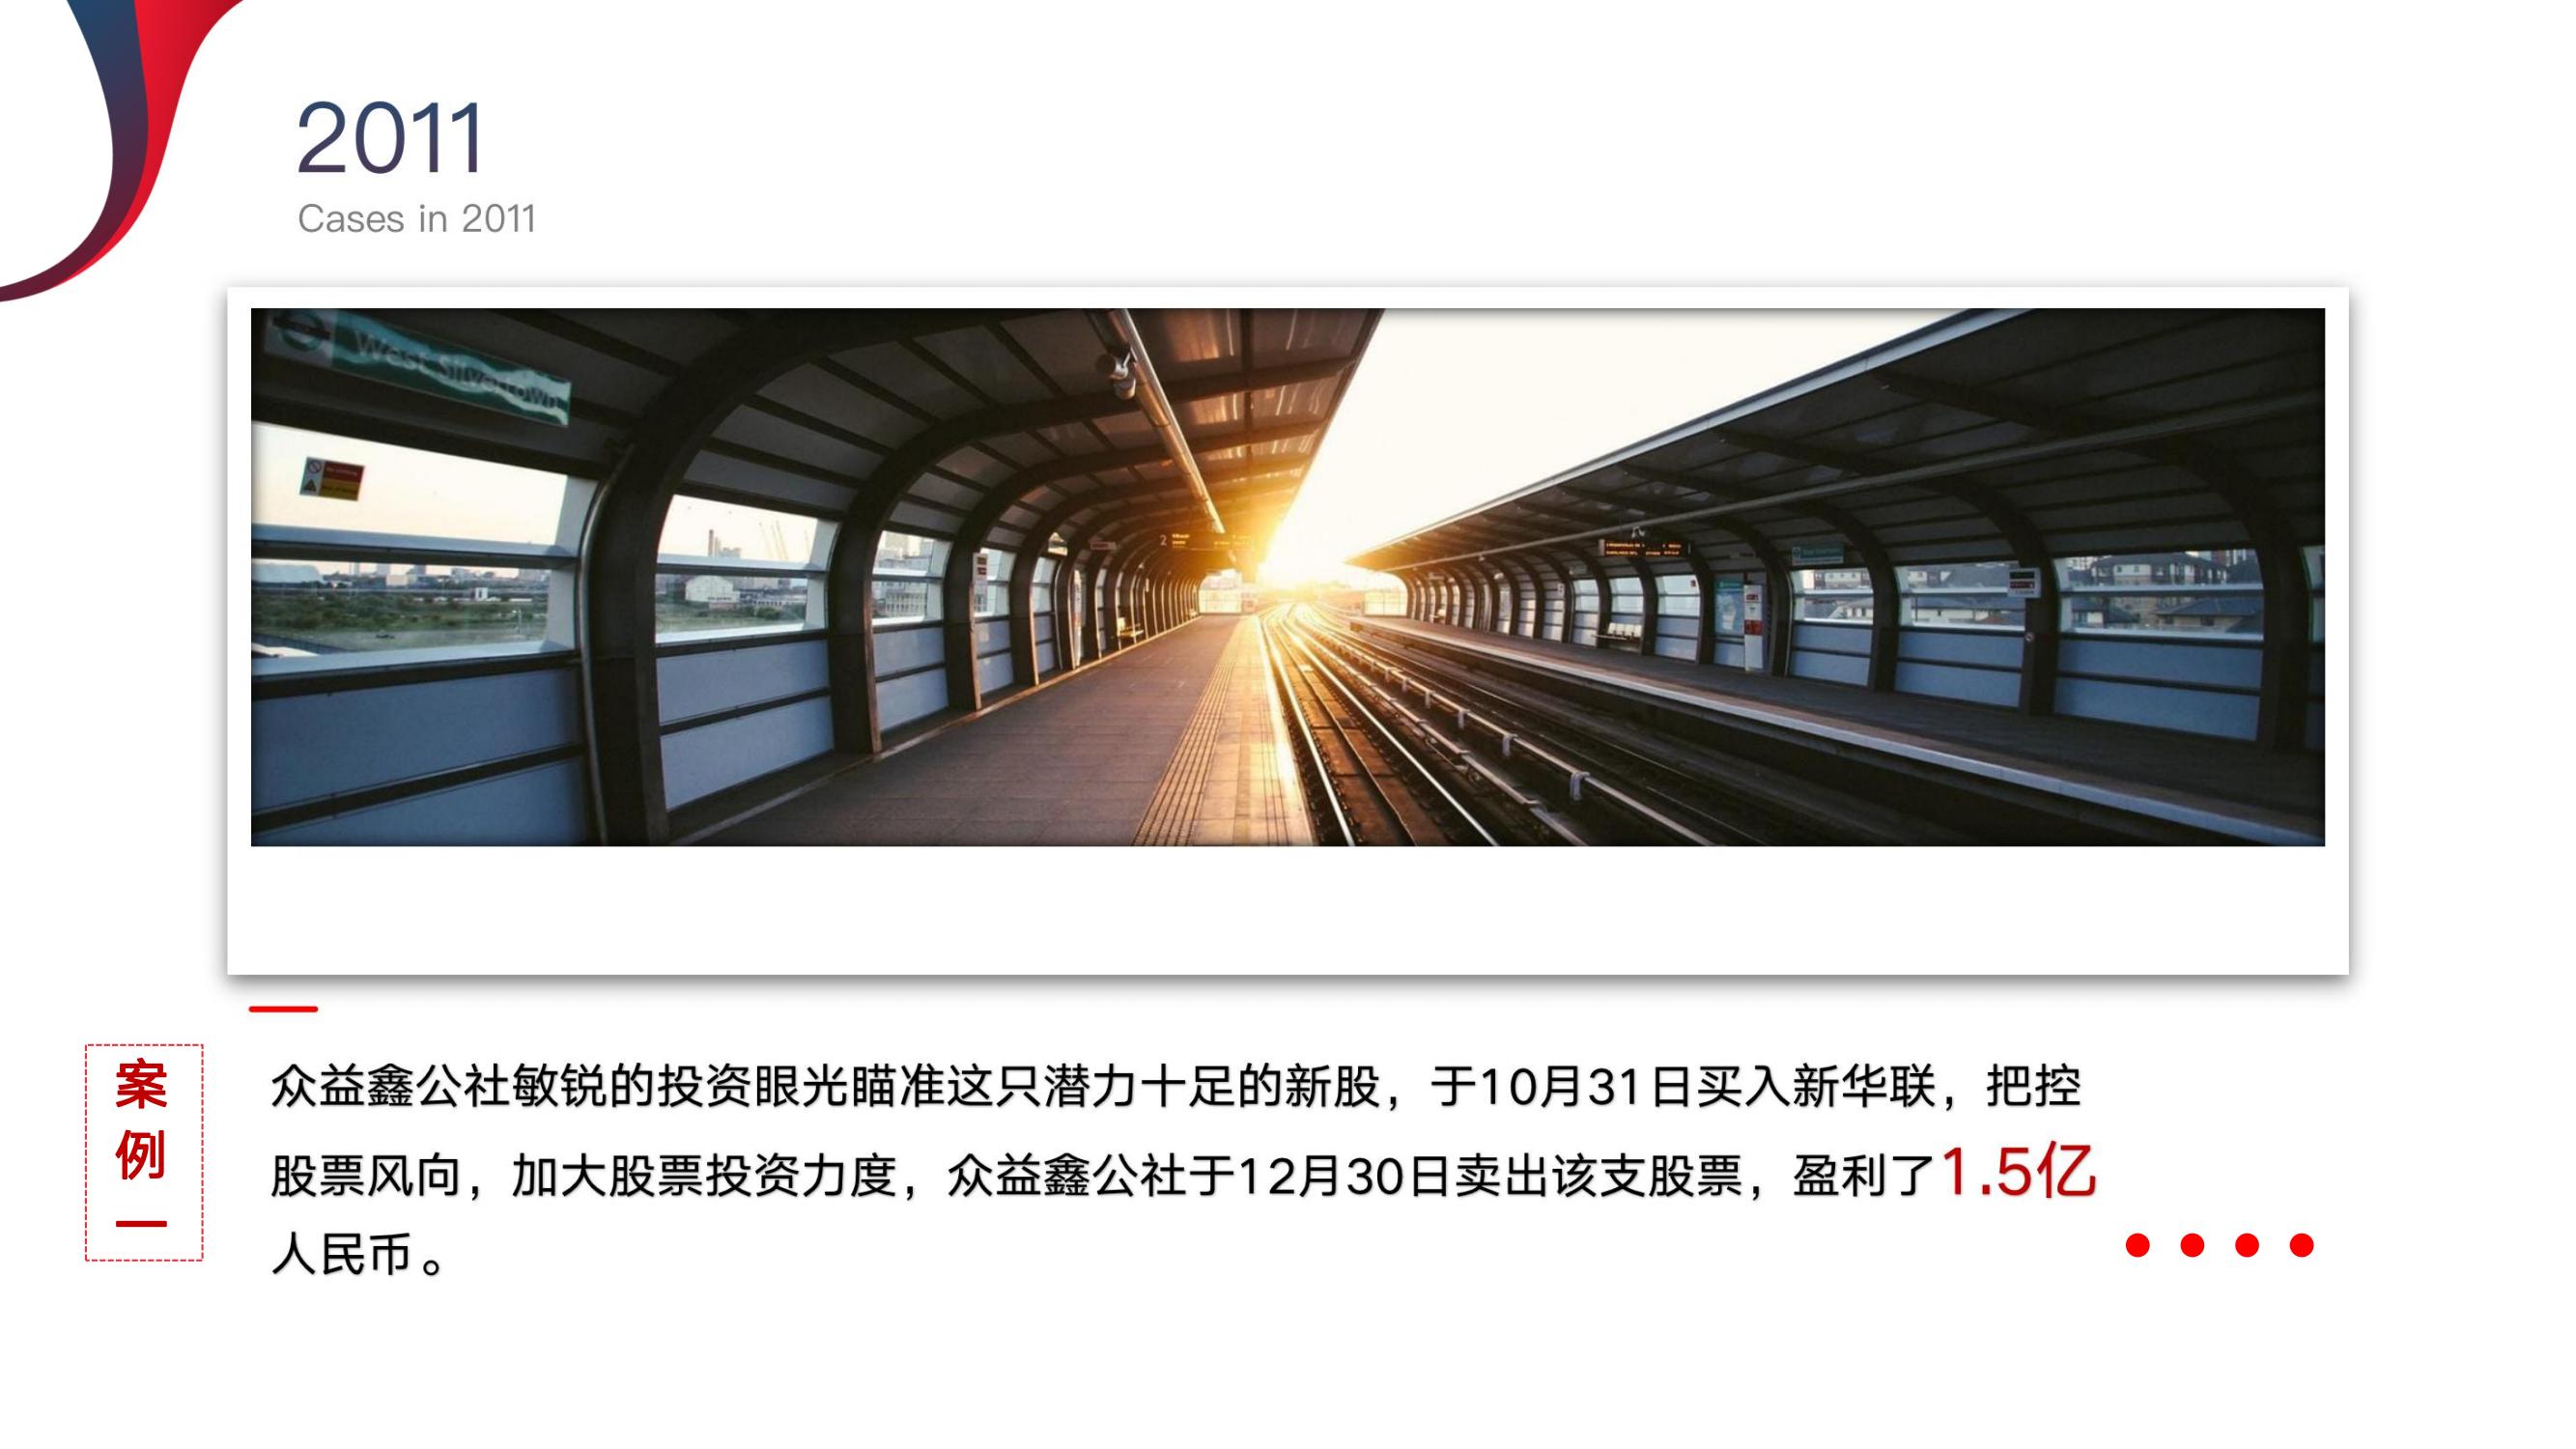 2011
Cases in 2011
West Silvertown
案例一
众益鑫公社敏锐的投资眼光瞄准这只潜力十足的新股，于10月31日买入新华联，把控
股票风向，加大股票投资力度，众益鑫公社于12月30日卖出该支股票，盈利了1.5亿
人民币。